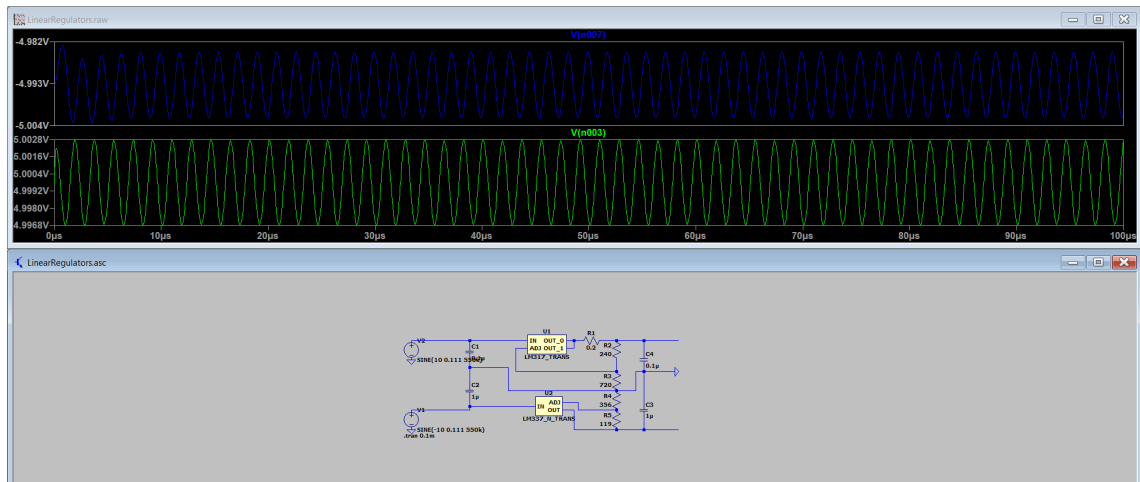 LinearRegulators.raw
V(n007)
-4.982V
-4.993V
-5.004V
V(n003)
5.0028V
5.0016V
5.0004V
4.9992V
4.9980V
4.9968V
0µs 10µs 20µs 30µs 40µs 50µs 60µs 70µs 80µs 90µs 100µs
LinearRegulators.asc
V2
SINE(10 0.111 550k)
C1
C2
1µ
V1
SINE(-10 0.111 550k)
.tran 0.1m
U1
IN OUT_0
ADJ OUT_1
LM317_TRANS
R1
0.2
R2
240
R3
720
R4
356
R5
119
C4
0.1µ
C3
1µ
U2
ADJ
IN
OUT
LM337_N_TRANS